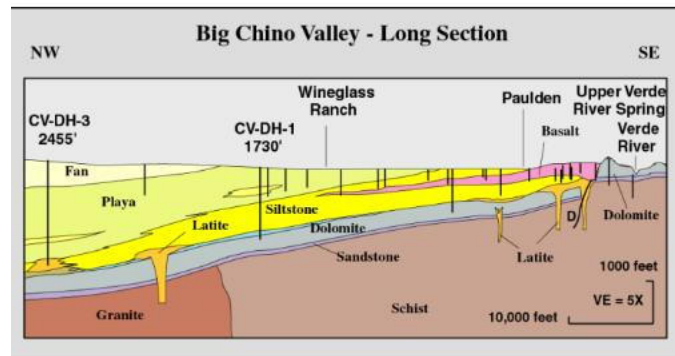 Big Chino Valley - Long Section
NW
SE
Wineglass
Ranch
Paulden
Upper Verde
River Spring
Verde
River
CV-DH-3
2455'
CV-DH-1
1730'
Basalt
Fan
Playa
Siltstone
Latite
Dolomite
D
Dolomite
Sandstone
Latite
1000 feet
Granite
Schist
VE = 5X
10,000 feet